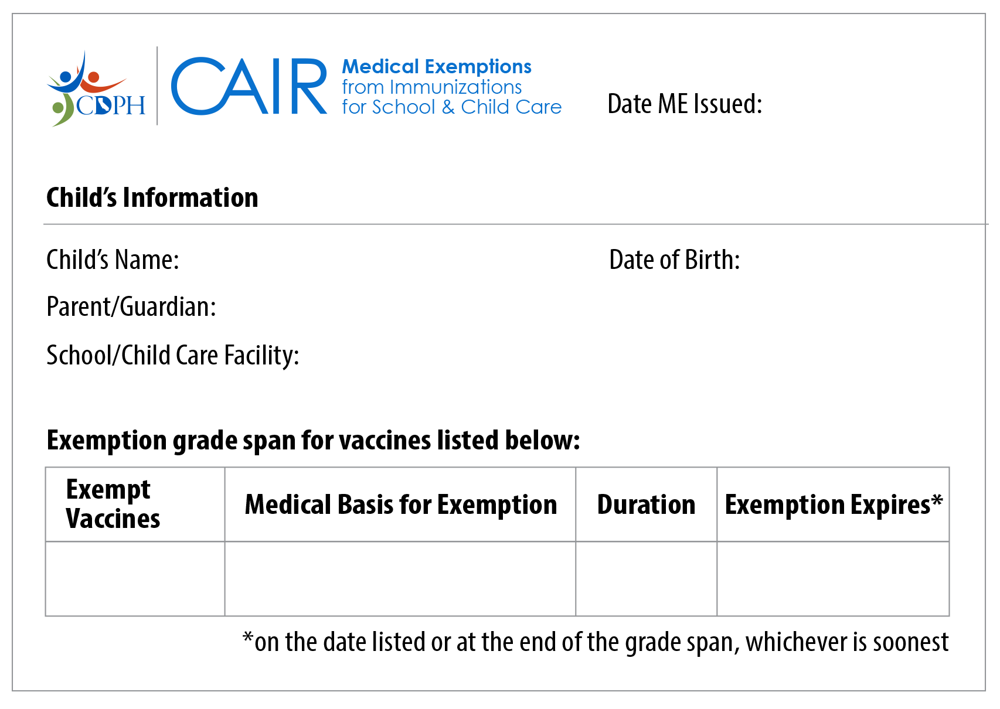 CDPH
CAIR
Medical Exemptions
from Immunizations
for School & Child Care
Date ME Issued:
Child’s Information
Child’s Name:
Date of Birth:
Parent/Guardian:
School/Child Care Facility:
Exemption grade span for vaccines listed below:
Exempt
Vaccines
Medical Basis for Exemption
Duration
Exemption Expires*
*on the date listed or at the end of the grade span, whichever is soonest